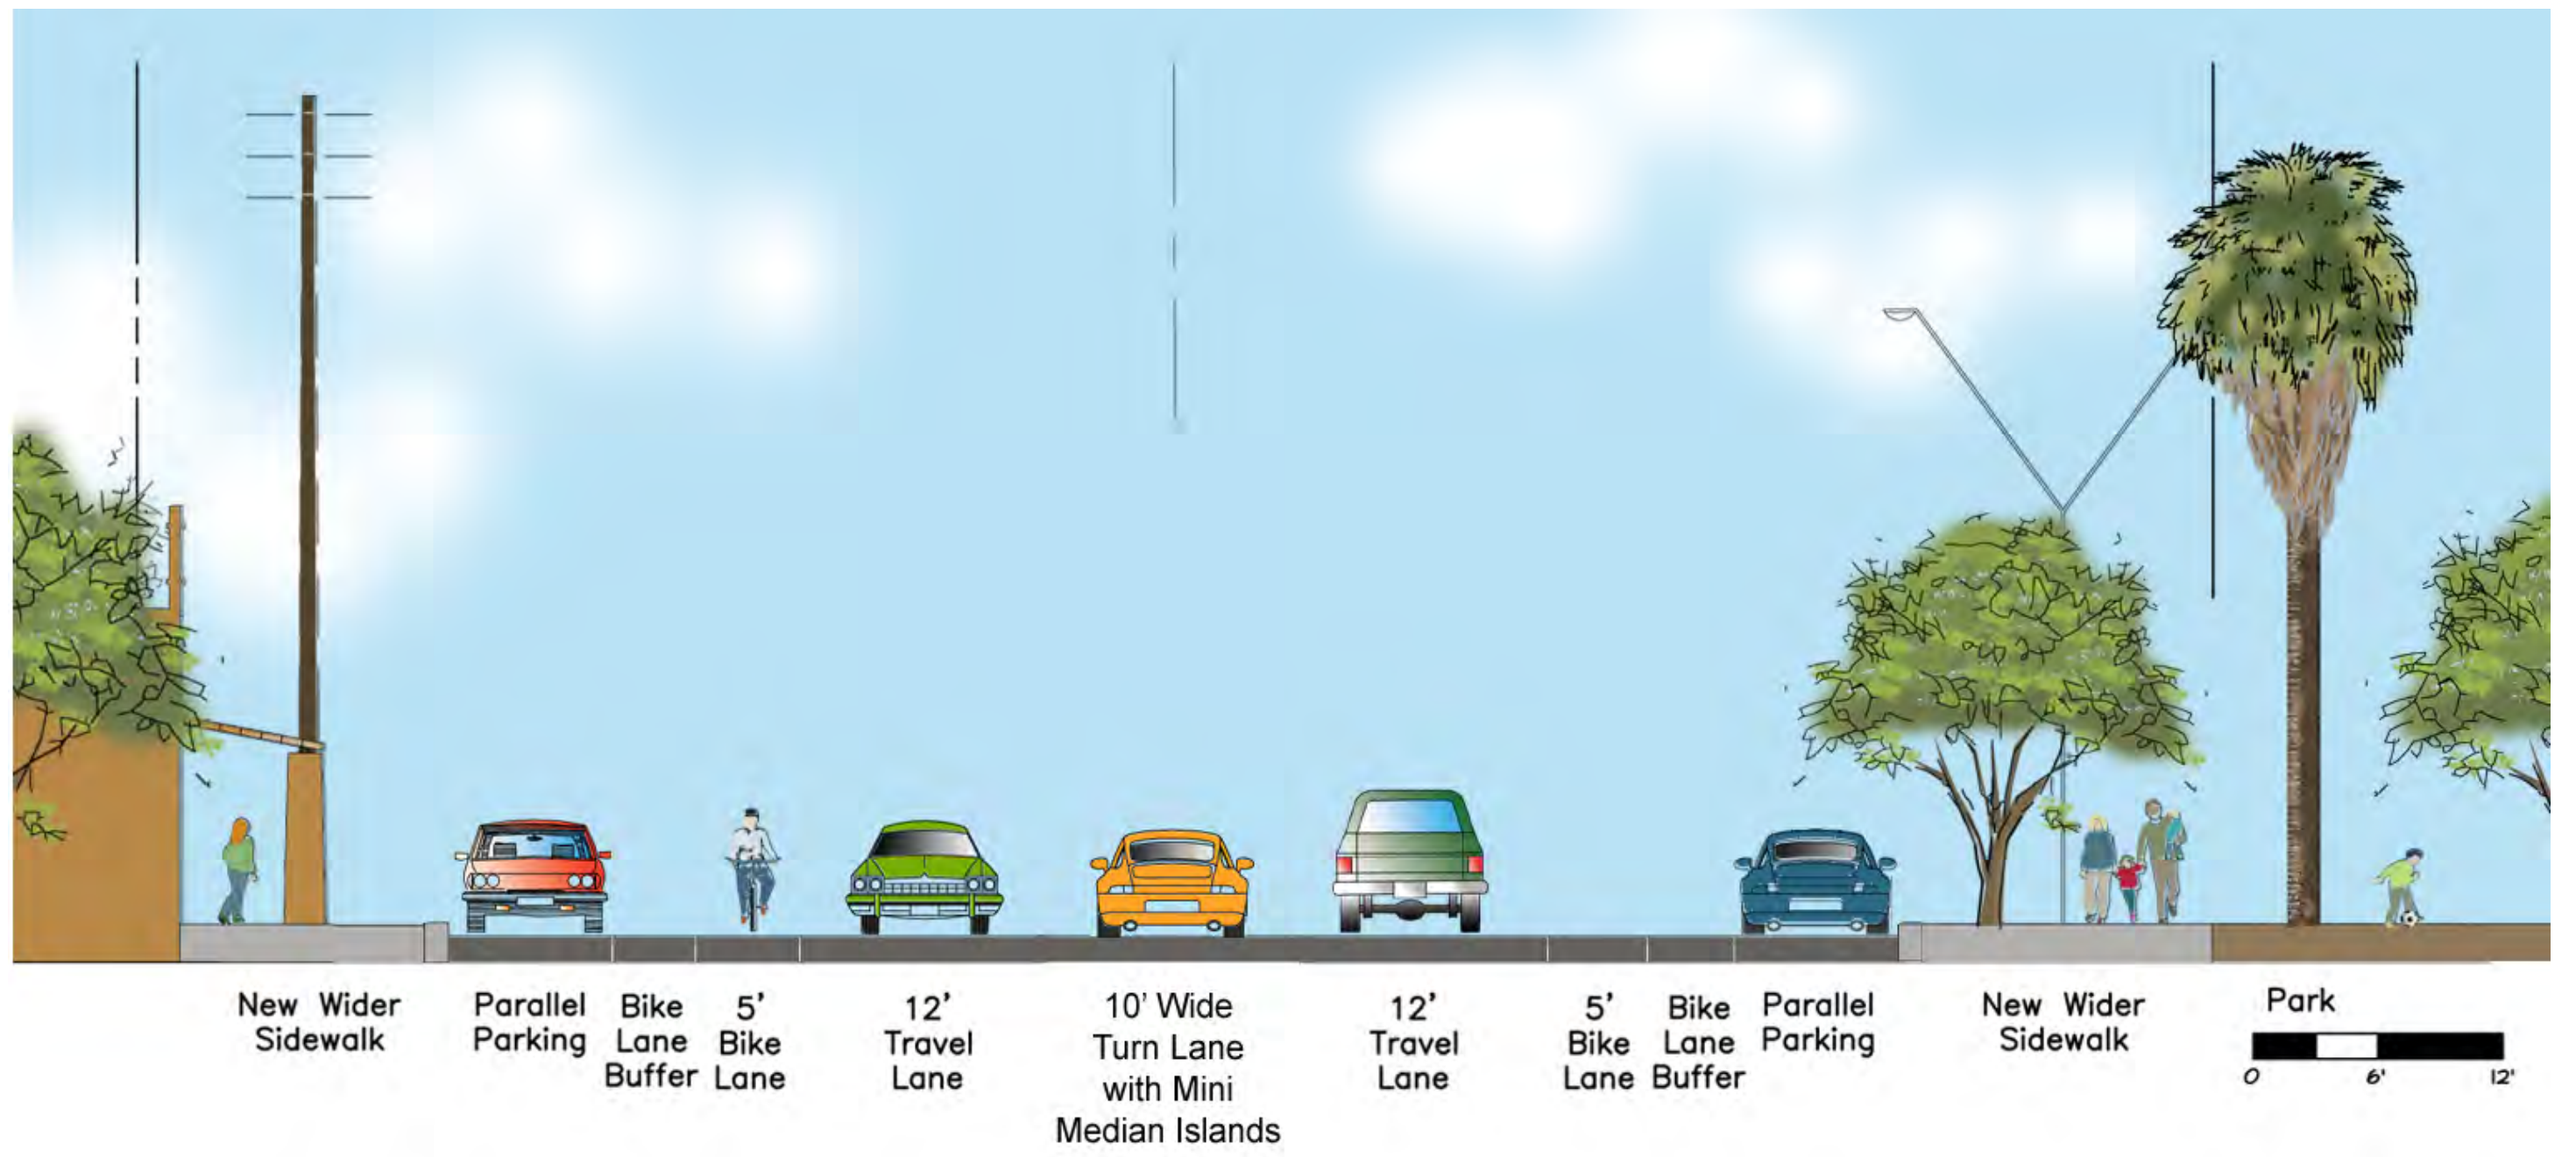 New Wider
Sidewalk
Parallel
Parking
Bike
Lane
Buffer
5'
Bike
Lane
12'
Travel
Lane
10' Wide
Turn Lane
with Mini
Median Islands
12'
Travel
Lane
5'
Bike
Lane
Bike
Lane
Buffer
Parallel
Parking
New Wider
Sidewalk
Park
0 6' 12'